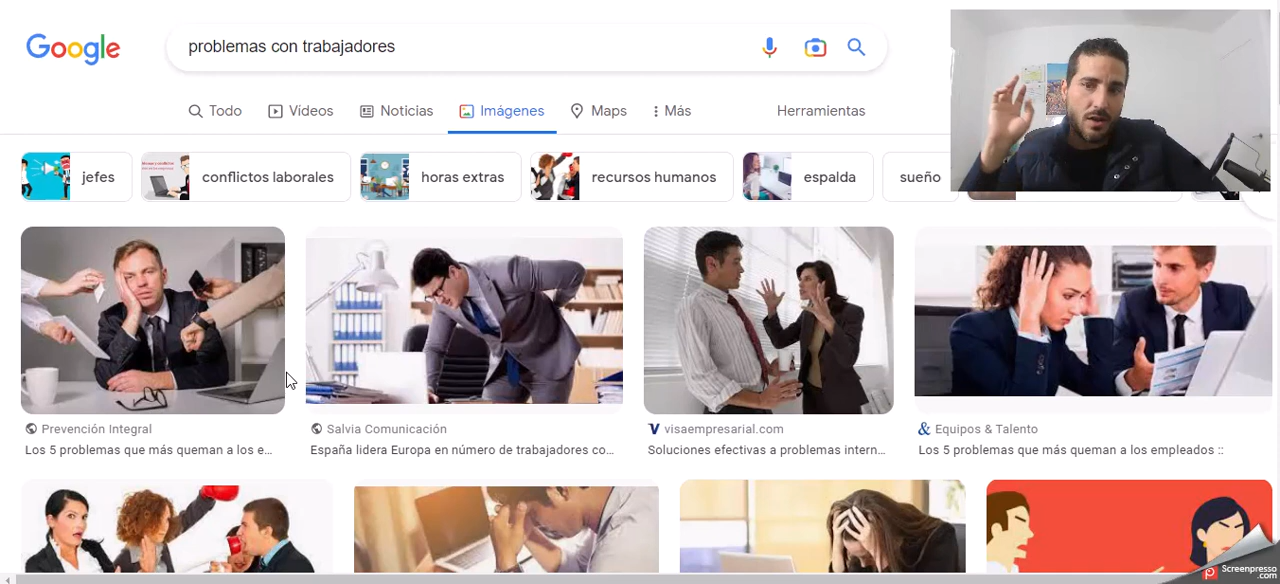 Google
problemas con trabajadores
Todo
Vídeos
Noticias
Imágenes
Maps
Más
Herramientas
jefes
conflictos laborales
horas extras
recursos humanos
espalda
sueño
Prevención Integral
Los 5 problemas que más queman a los e...
Salvia Comunicación
España lidera Europa en número de trabajadores co...
visaempresarial.com
Soluciones efectivas a problemas intern...
Equipos & Talento
Los 5 problemas que más queman a los empleados ::
Screenpresso
.com